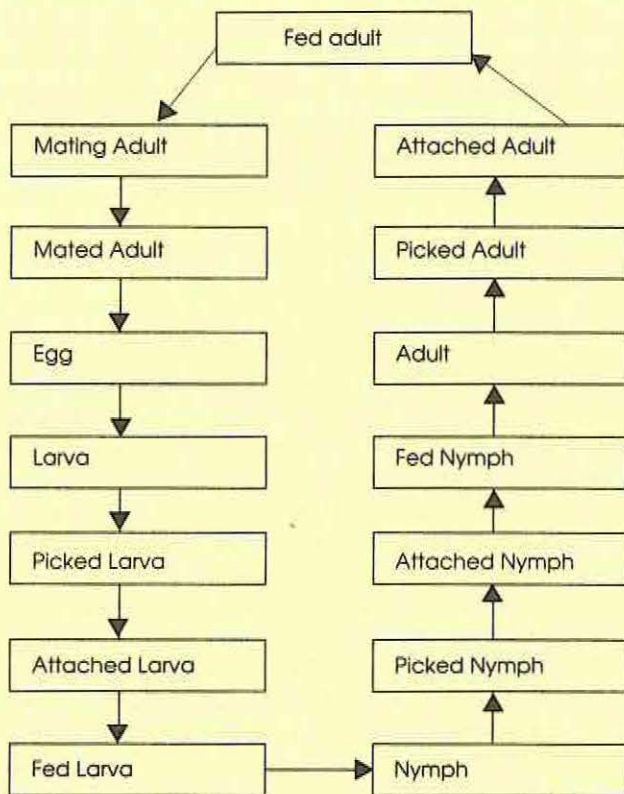 Fed adult
Mating Adult
Attached Adult
Mated Adult
Picked Adult
Egg
Adult
Larva
Fed Nymph
Picked Larva
Attached Nymph
Attached Larva
Picked Nymph
Fed Larva
Nymph